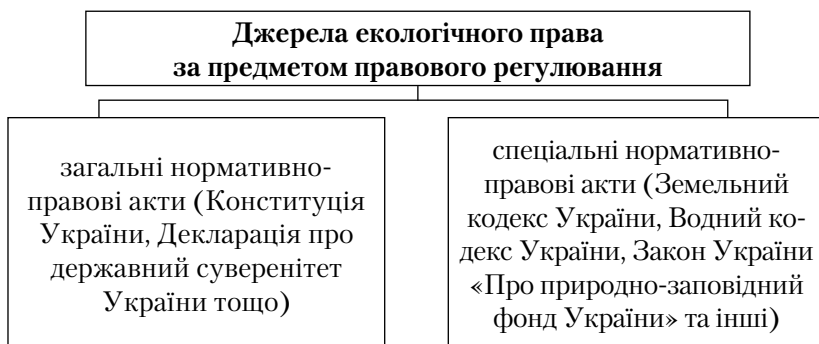 Джерела екологічного права
за предметом правового регулювання
загальні нормативно-
правові акти (Конституція
України, Декларація про
державний суверенітет
України тощо)
спеціальні нормативно-
правові акти (Земельний
кодекс України, Водний ко-
декс України, Закон України
«Про природно-заповідний
фонд України» та інші)